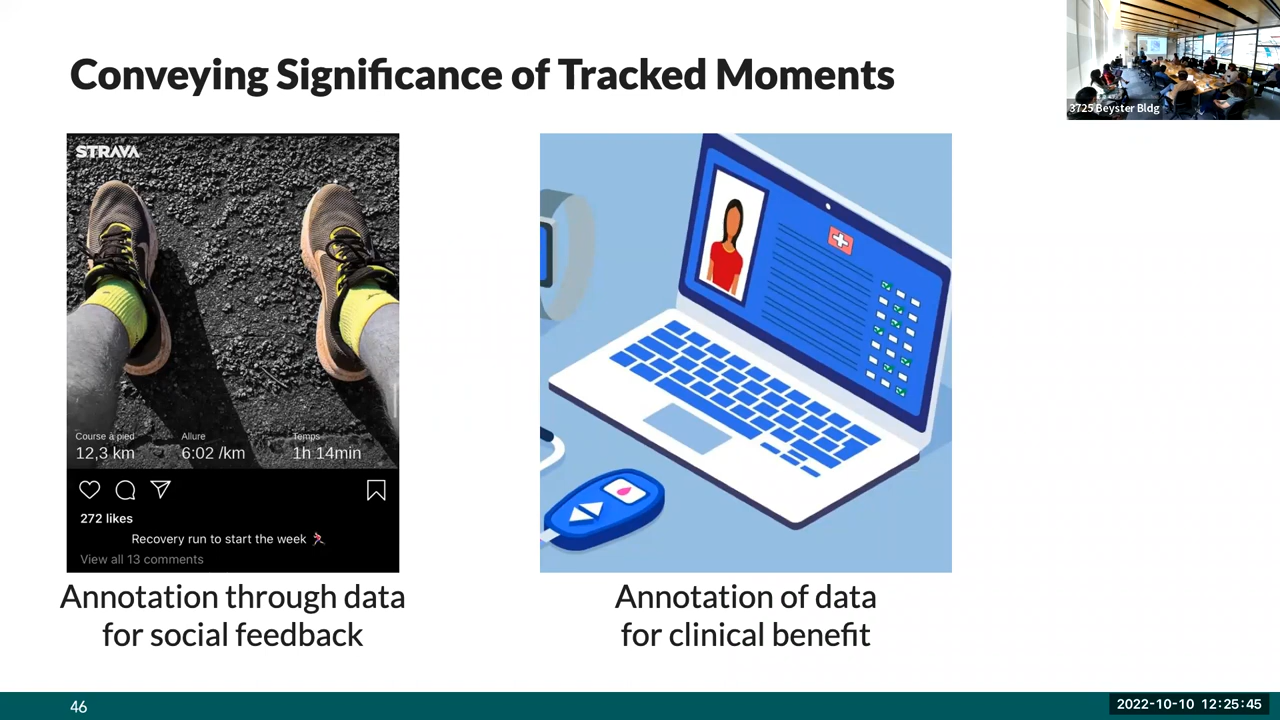 Conveying Significance of Tracked Moments
3725 Beyster Bldg
STRAVA
Course à pied
Allure
Temps
12,3 km
6:02 /km
1h 14min
272 likes
Recovery run to start the week
View all 13 comments
Annotation through data
for social feedback
Annotation of data
for clinical benefit
46
2022-10-10 12:25:45